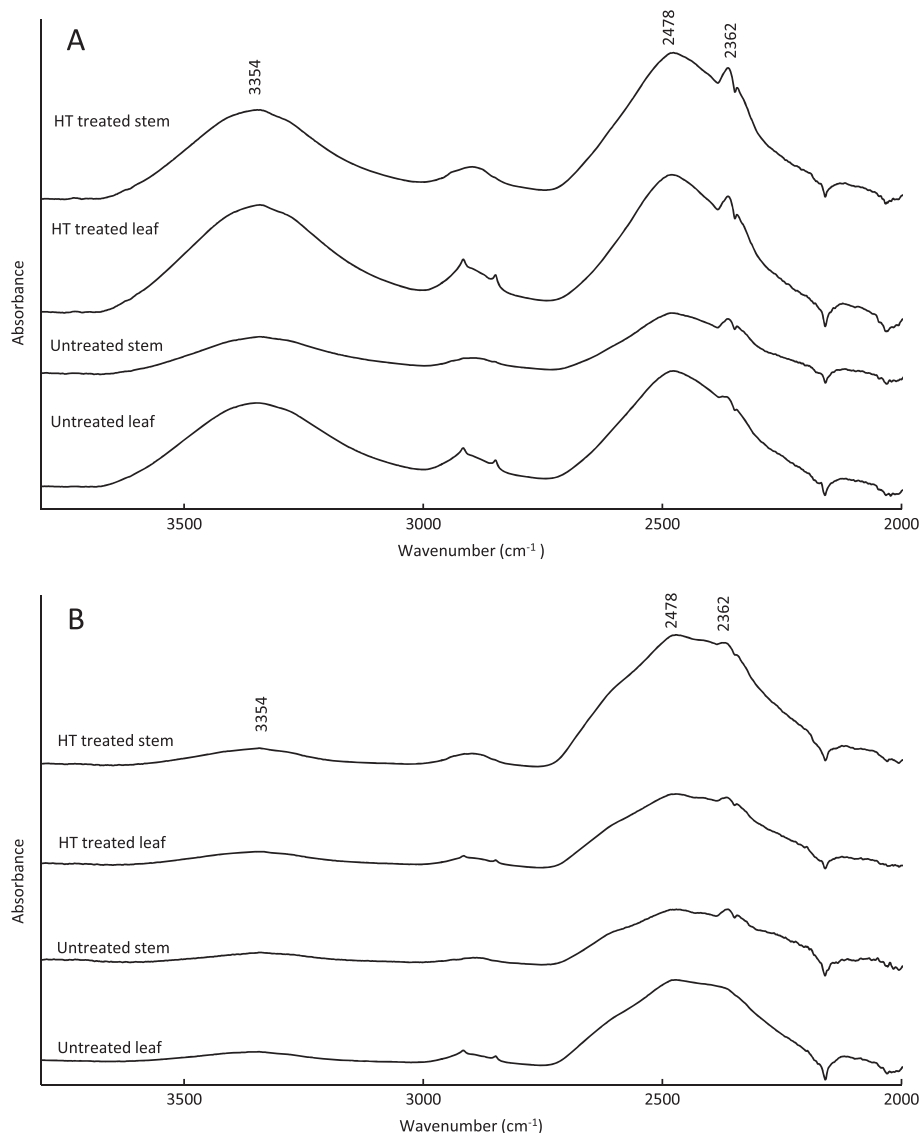 A
3354
2478
2362
HT treated stem
HT treated leaf
Untreated stem
Untreated leaf
Absorbance
3500 3000 2500 2000
Wavenumber (cm⁻¹ )
B
3354
2478
2362
HT treated stem
HT treated leaf
Untreated stem
Untreated leaf
Absorbance
3500 3000 2500 2000
Wavenumber (cm⁻¹)